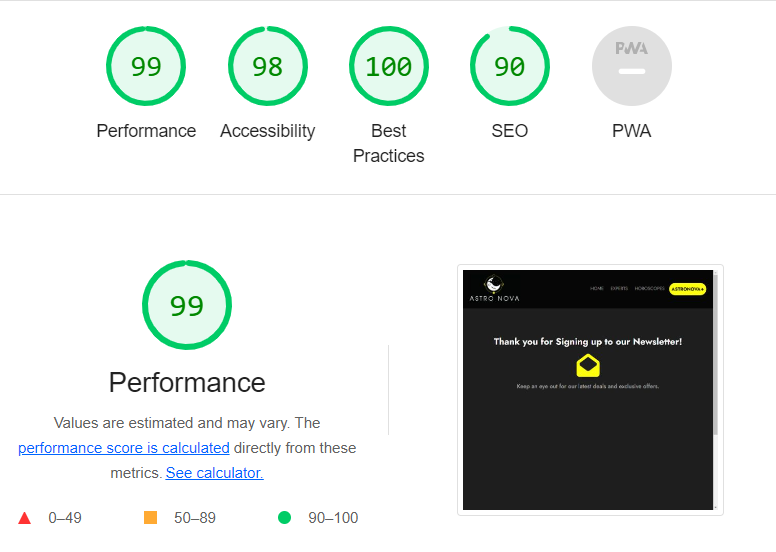 99
98
100
90
PWA
Performance
Accessibility
Best
Practices
SEO
PWA
99
Performance
Values are estimated and may vary. The
performance score is calculated directly from these
metrics. See calculator.
0–49
50–89
90–100
ASTRO NOVA
HOME
EXPERTS
HOROSCOPES
ASTRONOVA+
Thank you for Signing up to our Newsletter!
Keep an eye out for our latest deals and exclusive offers.